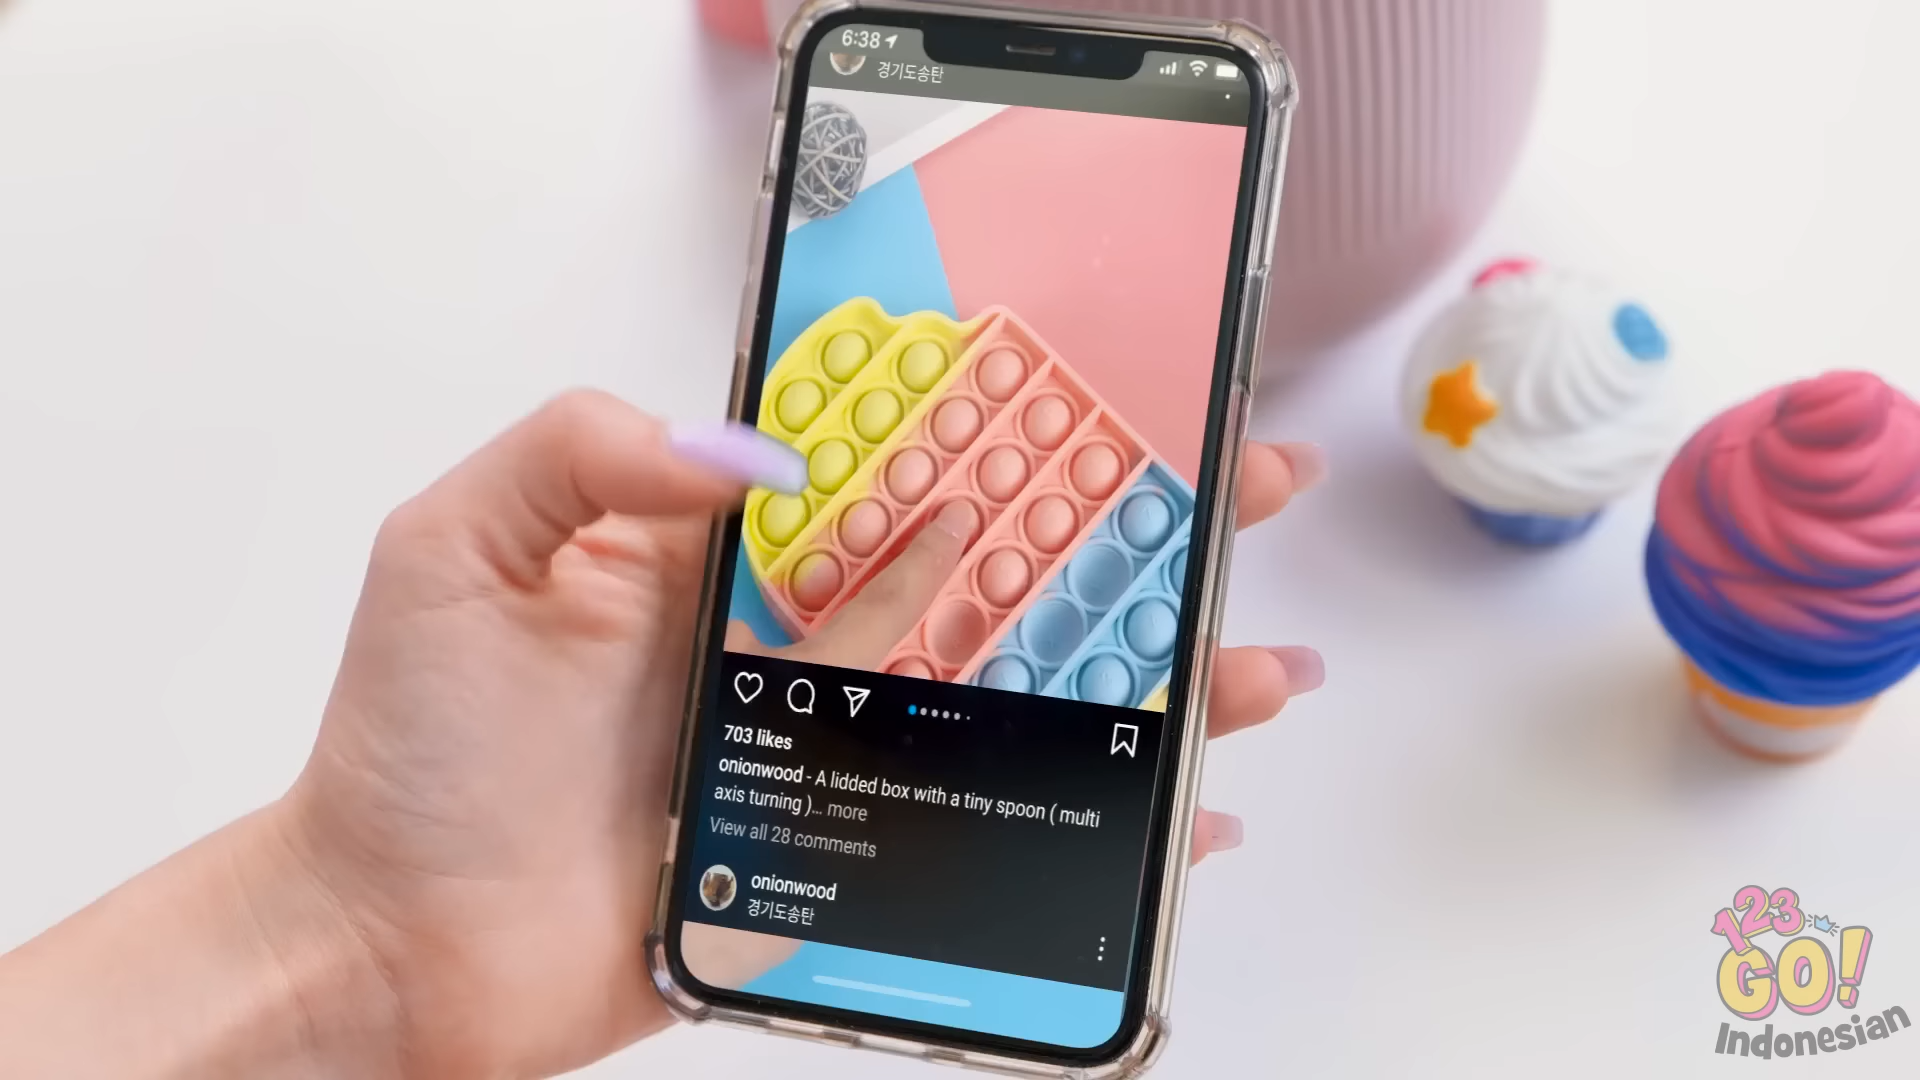 6:38
경기도송탄
703 likes
onionwood - A lidded box with a tiny spoon ( multi
axis turning )... more
View all 28 comments
onionwood
경기도송탄
123
GO!
Indonesian